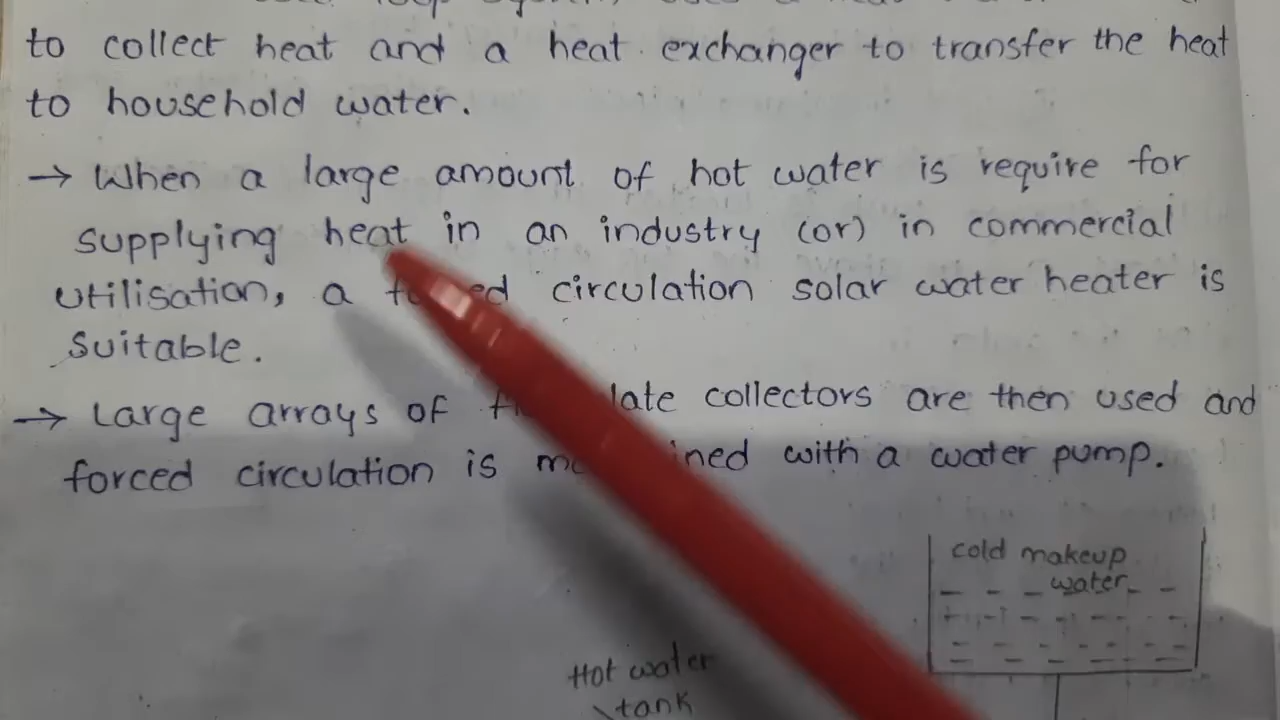 to collect heat and a heat exchanger to transfer the heat
to household water.
→ When a large amount of hot water is require for
supplying heat in an industry (or) in commercial
utilisation, a circulation solar water heater is
suitable.
→ Large arrays of collectors are then used and
forced circulation is with a water pump.
cold makeup
water
Hot water
tank